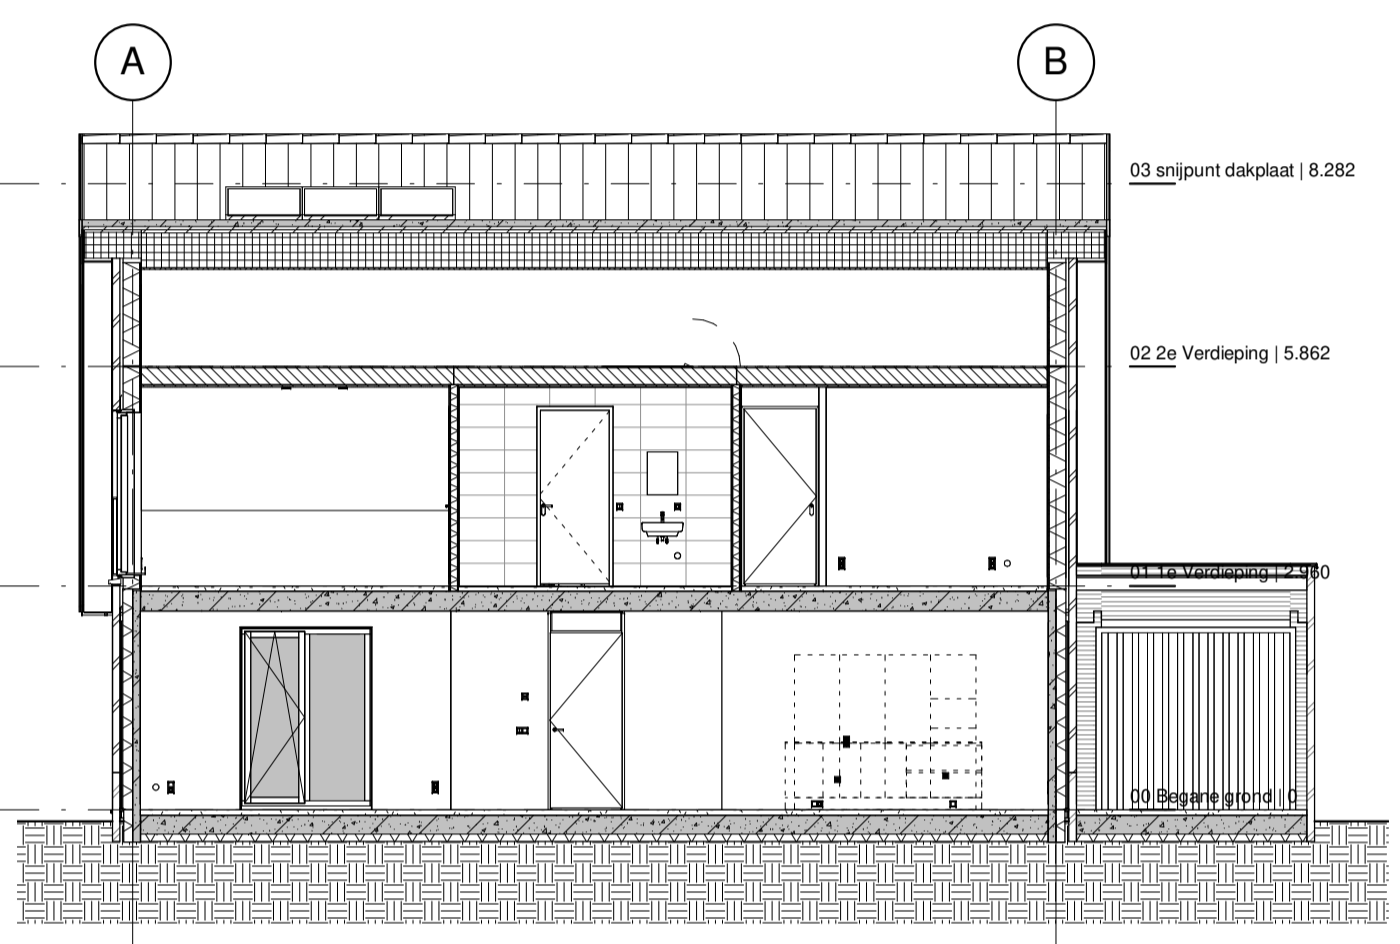 A
B
03 snijpunt dakplaat | 8.282
02 2e Verdieping | 5.862
01 1e Verdieping | 2.960
00 Begane grond | 0